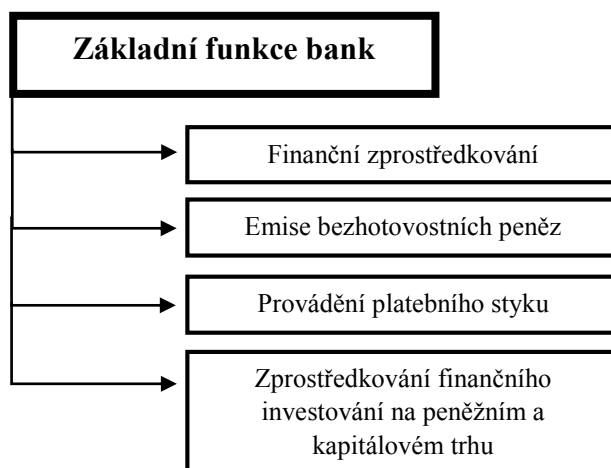 Základní funkce bank
Finanční zprostředkování
Emise bezhotovostních peněz
Provádění platebního styku
Zprostředkování finančního
investování na peněžním a
kapitálovém trhu